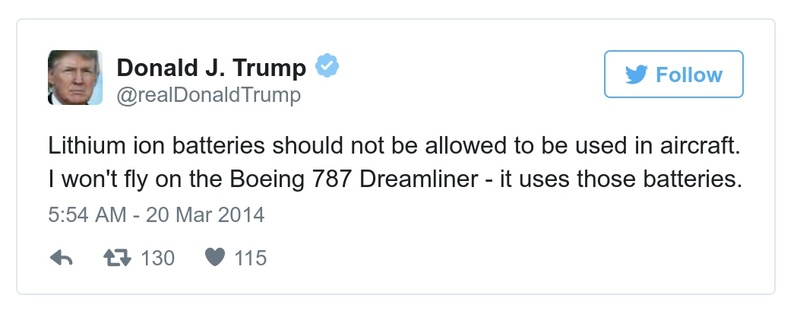 Donald J. Trump
@realDonaldTrump
Follow
Lithium ion batteries should not be allowed to be used in aircraft.
I won't fly on the Boeing 787 Dreamliner - it uses those batteries.
5:54 AM - 20 Mar 2014
130 115